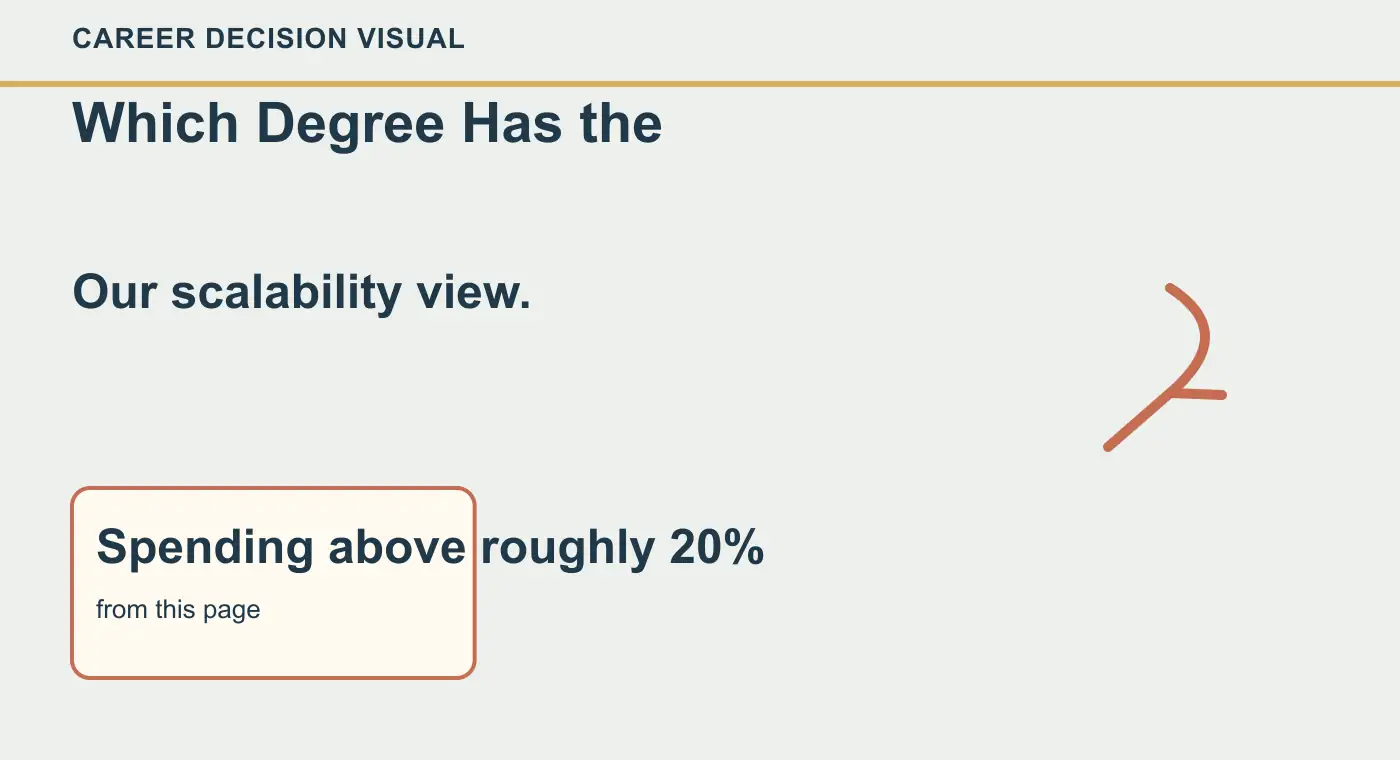 CAREER DECISION VISUAL
Which Degree Has the
Our scalability view.
Spending above roughly 20%
from this page